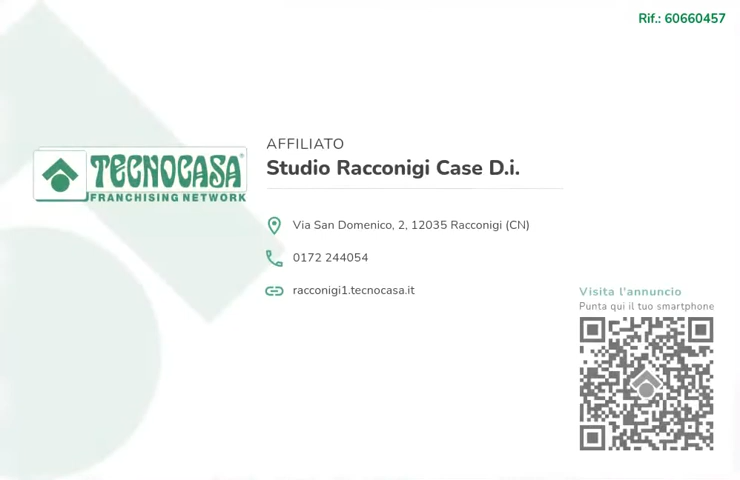 Rif.: 60660457
TECNOCASA®
FRANCHISING NETWORK
AFFILIATO
Studio Racconigi Case D.i.
Via San Domenico, 2, 12035 Racconigi (CN)
0172 244054
racconigi1.tecnocasa.it
Visita l'annuncio
Punta qui il tuo smartphone